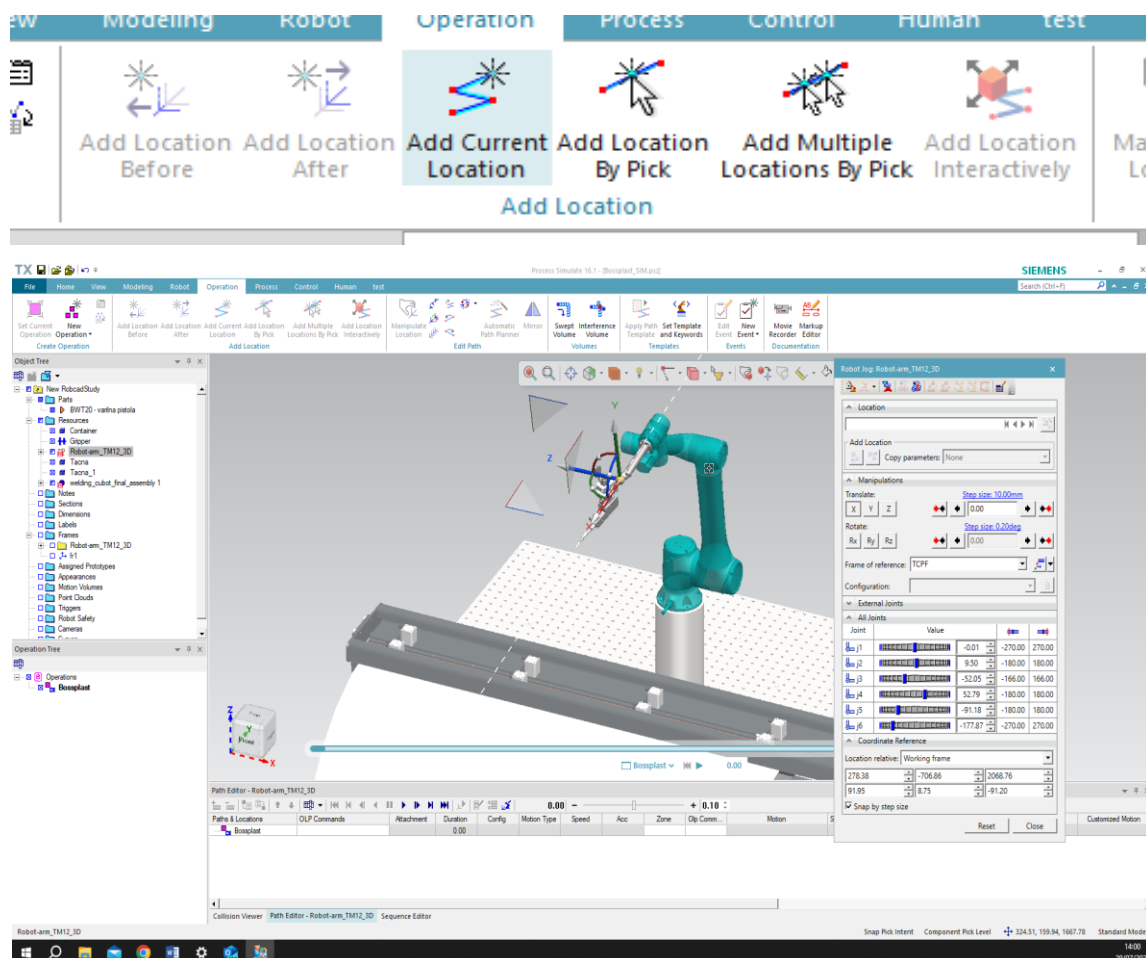 ew Modeling Robot Operation Process Control Human test
Add Location Before
Add Location After
Add Current Location
Add Location By Pick
Add Multiple Locations By Pick
Add Location Interactively
Ma
Lo
Add Location
TX
Process Simulate 16.1 - [Bossplast_SIM.psz]
SIEMENS
File Home View Modeling Robot Operation Process Control Human test
Search (Ctrl+F)
Set Current Operation
New Operation
Add Location Before
Add Location After
Add Current Location
Add Location By Pick
Add Multiple Locations By Pick
Add Location Interactively
Manipulate Location
Automatic Path Planner
Mirror
Swept Volume
Interference Volume
Apply Path Template
Set Template and Keywords
Edit Event
New Event
Movie Recorder
Markup Editor
Create Operation
Add Location
Edit Path
Volumes
Templates
Events
Documentation
Object Tree
New RobcadStudy
Parts
BWT20 - varilna pistola
Resources
Container
Gripper
Robot-arm_TM12_3D
Tacna
Tacna_1
welding_cubot_final_assembly 1
Notes
Sections
Dimensions
Labels
Frames
Robot-arm_TM12_3D
fr1
Assigned Prototypes
Appearances
Motion Volumes
Point Clouds
Triggers
Robot Safety
Cameras
Operation Tree
Operations
Bossplast
Y
Z
X
Z
Y
Front
X
Bossplast 0.00
Robot Jog: Robot-arm_TM12_3D
Location
Add Location
Copy parameters: None
Manipulations
Translate: Step size: 10.00mm
X Y Z 0.00
Rotate: Step size: 0.20deg
Rx Ry Rz 0.00
Frame of reference: TCPF
Configuration:
External Joints
All Joints
Joint Value
j1 -0.01 -270.00 270.00
j2 9.50 -180.00 180.00
j3 -52.05 -166.00 166.00
j4 52.79 -180.00 180.00
j5 -91.18 -180.00 180.00
j6 -177.87 -270.00 270.00
Coordinate Reference
Location relative: Working frame
278.38 -706.86 2068.76
91.95 8.75 -91.20
Snap by step size
Reset Close
Path Editor - Robot-arm_TM12_3D
0.00 0.10
Paths & Locations OLP Commands Attachment Duration Config Motion Type Speed Acc Zone Olp Comm... Motion S Customized Motion
Bossplast 0.00
Collision Viewer Path Editor - Robot-arm_TM12_3D Sequence Editor
Robot-arm_TM12_3D
Snap Pick Intent Component Pick Level 324.51, 159.94, 1667.78 Standard Mode
14:00